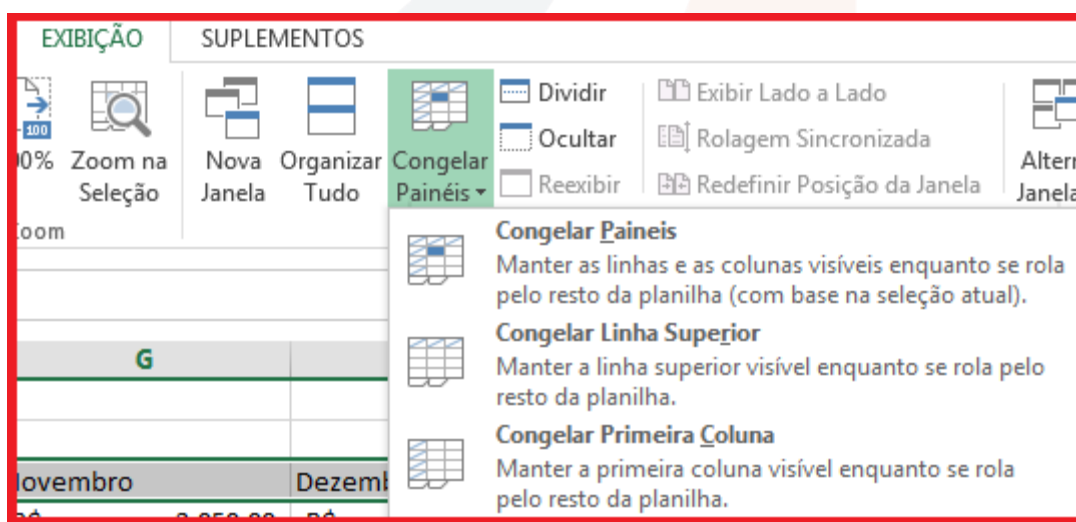 EXIBIÇÃO SUPLEMENTOS
100
Zoom na Seleção
Nova Janela
Organizar Tudo
Congelar Painéis
Dividir
Ocultar
Reexibir
Exibir Lado a Lado
Rolagem Sincronizada
Redefinir Posição da Janela
Congelar Paineis
Manter as linhas e as colunas visíveis enquanto se rola
pelo resto da planilha (com base na seleção atual).
Congelar Linha Superior
Manter a linha superior visível enquanto se rola pelo
resto da planilha.
Congelar Primeira Coluna
Manter a primeira coluna visível enquanto se rola
pelo resto da planilha.
G